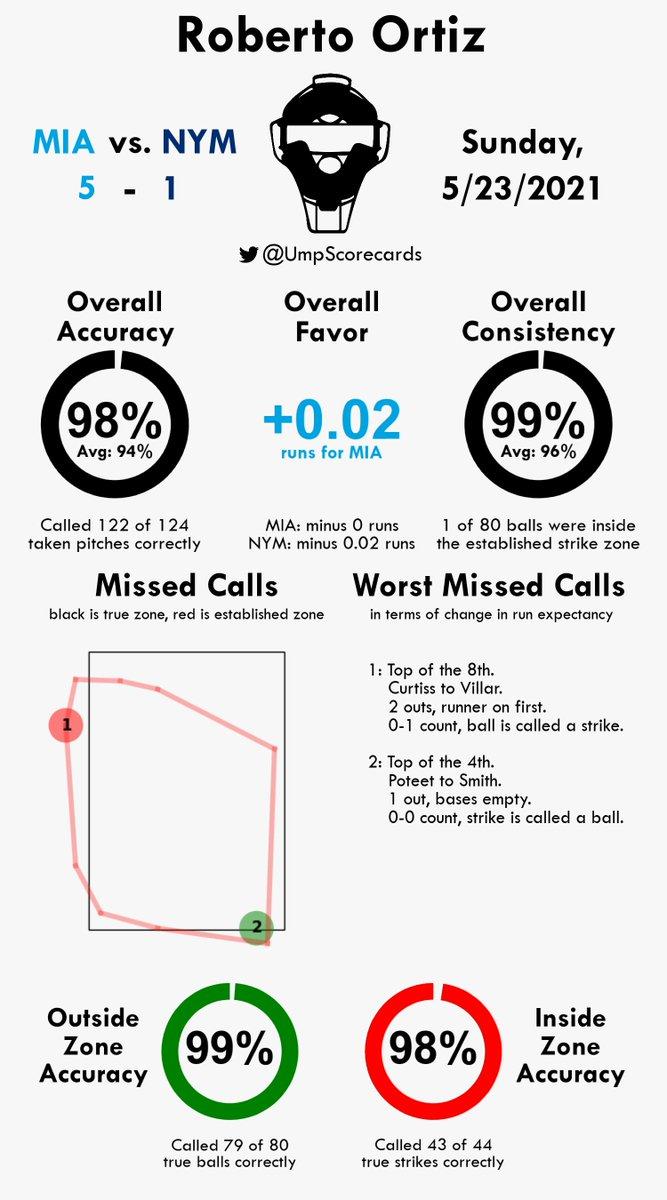 Roberto Ortiz
MIA vs. NYM
5 - 1
Sunday,
5/23/2021
@UmpScorecards
Overall
Accuracy
98%
Avg: 94%
Called 122 of 124
taken pitches correctly
Overall
Favor
+0.02
runs for MIA
MIA: minus 0 runs
NYM: minus 0.02 runs
Overall
Consistency
99%
Avg: 96%
1 of 80 balls were inside
the established strike zone
Missed Calls
black is true zone, red is established zone
1
2
Worst Missed Calls
in terms of change in run expectancy
1: Top of the 8th.
Curtiss to Villar.
2 outs, runner on first.
0-1 count, ball is called a strike.
2: Top of the 4th.
Poteet to Smith.
1 out, bases empty.
0-0 count, strike is called a ball.
Outside
Zone
Accuracy
99%
Called 79 of 80
true balls correctly
98%
Called 43 of 44
true strikes correctly
Inside
Zone
Accuracy